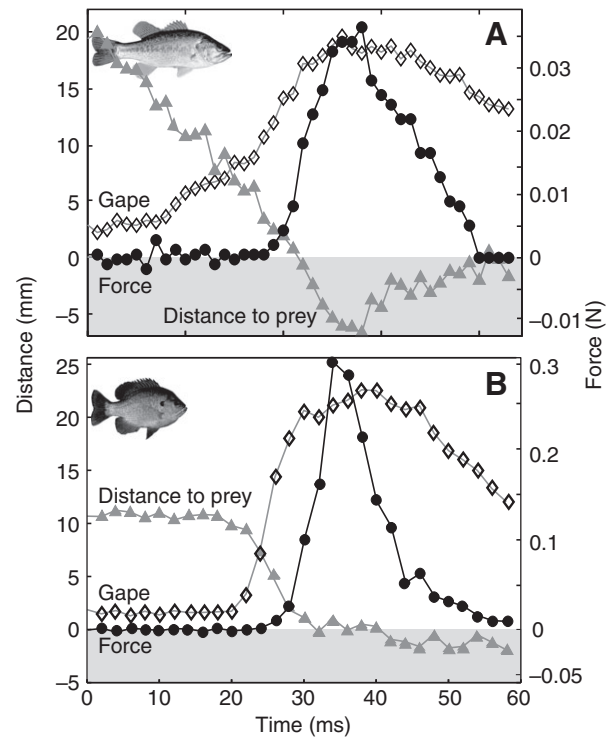 A
20
15
10
5
0
–5
0.03
0.02
0.01
0
–0.01
Gape
Force
Distance to prey
Distance (mm)
Force (N)
B
25
20
15
10
5
0
–5
0.3
0.2
0.1
0
–0.05
Distance to prey
Gape
Force
0 10 20 30 40 50 60
Time (ms)